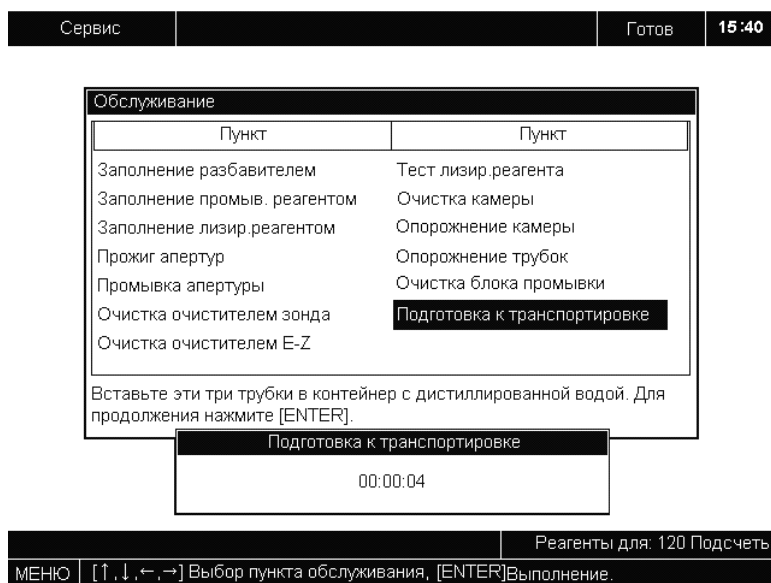 Сервис Готов 15:40
Обслуживание
Пункт Пункт
Заполнение разбавителем Тест лизир.реагента
Заполнение промыв. реагентом Очистка камеры
Заполнение лизир.реагентом Опорожнение камеры
Прожиг апертур Опорожнение трубок
Промывка апертуры Очистка блока промывки
Очистка очистителем зонда Подготовка к транспортировке
Очистка очистителем E-Z
Вставьте эти три трубки в контейнер с дистиллированной водой. Для
продолжения нажмите [ENTER].
Подготовка к транспортировке
00:00:04
Реагенты для: 120 Подсчеть
МЕНЮ [↑,↓,←,→] Выбор пункта обслуживания, [ENTER]Выполнение.